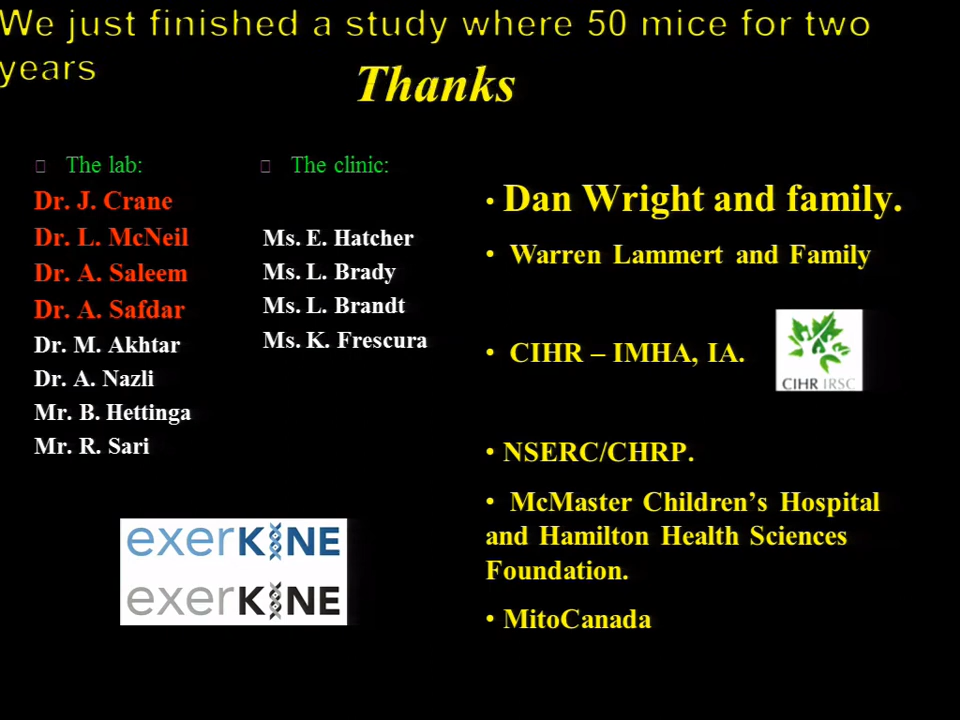 We just finished a study where 50 mice for two
years
Thanks
The lab:
Dr. J. Crane
Dr. L. McNeil
Dr. A. Saleem
Dr. A. Safdar
Dr. M. Akhtar
Dr. A. Nazli
Mr. B. Hettinga
Mr. R. Sari
The clinic:
Ms. E. Hatcher
Ms. L. Brady
Ms. L. Brandt
Ms. K. Frescura
• Dan Wright and family.
• Warren Lammert and Family
• CIHR – IMHA, IA.
CIHR IRSC
• NSERC/CHRP.
• McMaster Children’s Hospital
and Hamilton Health Sciences
Foundation.
• MitoCanada
exerKINE
exerKINE